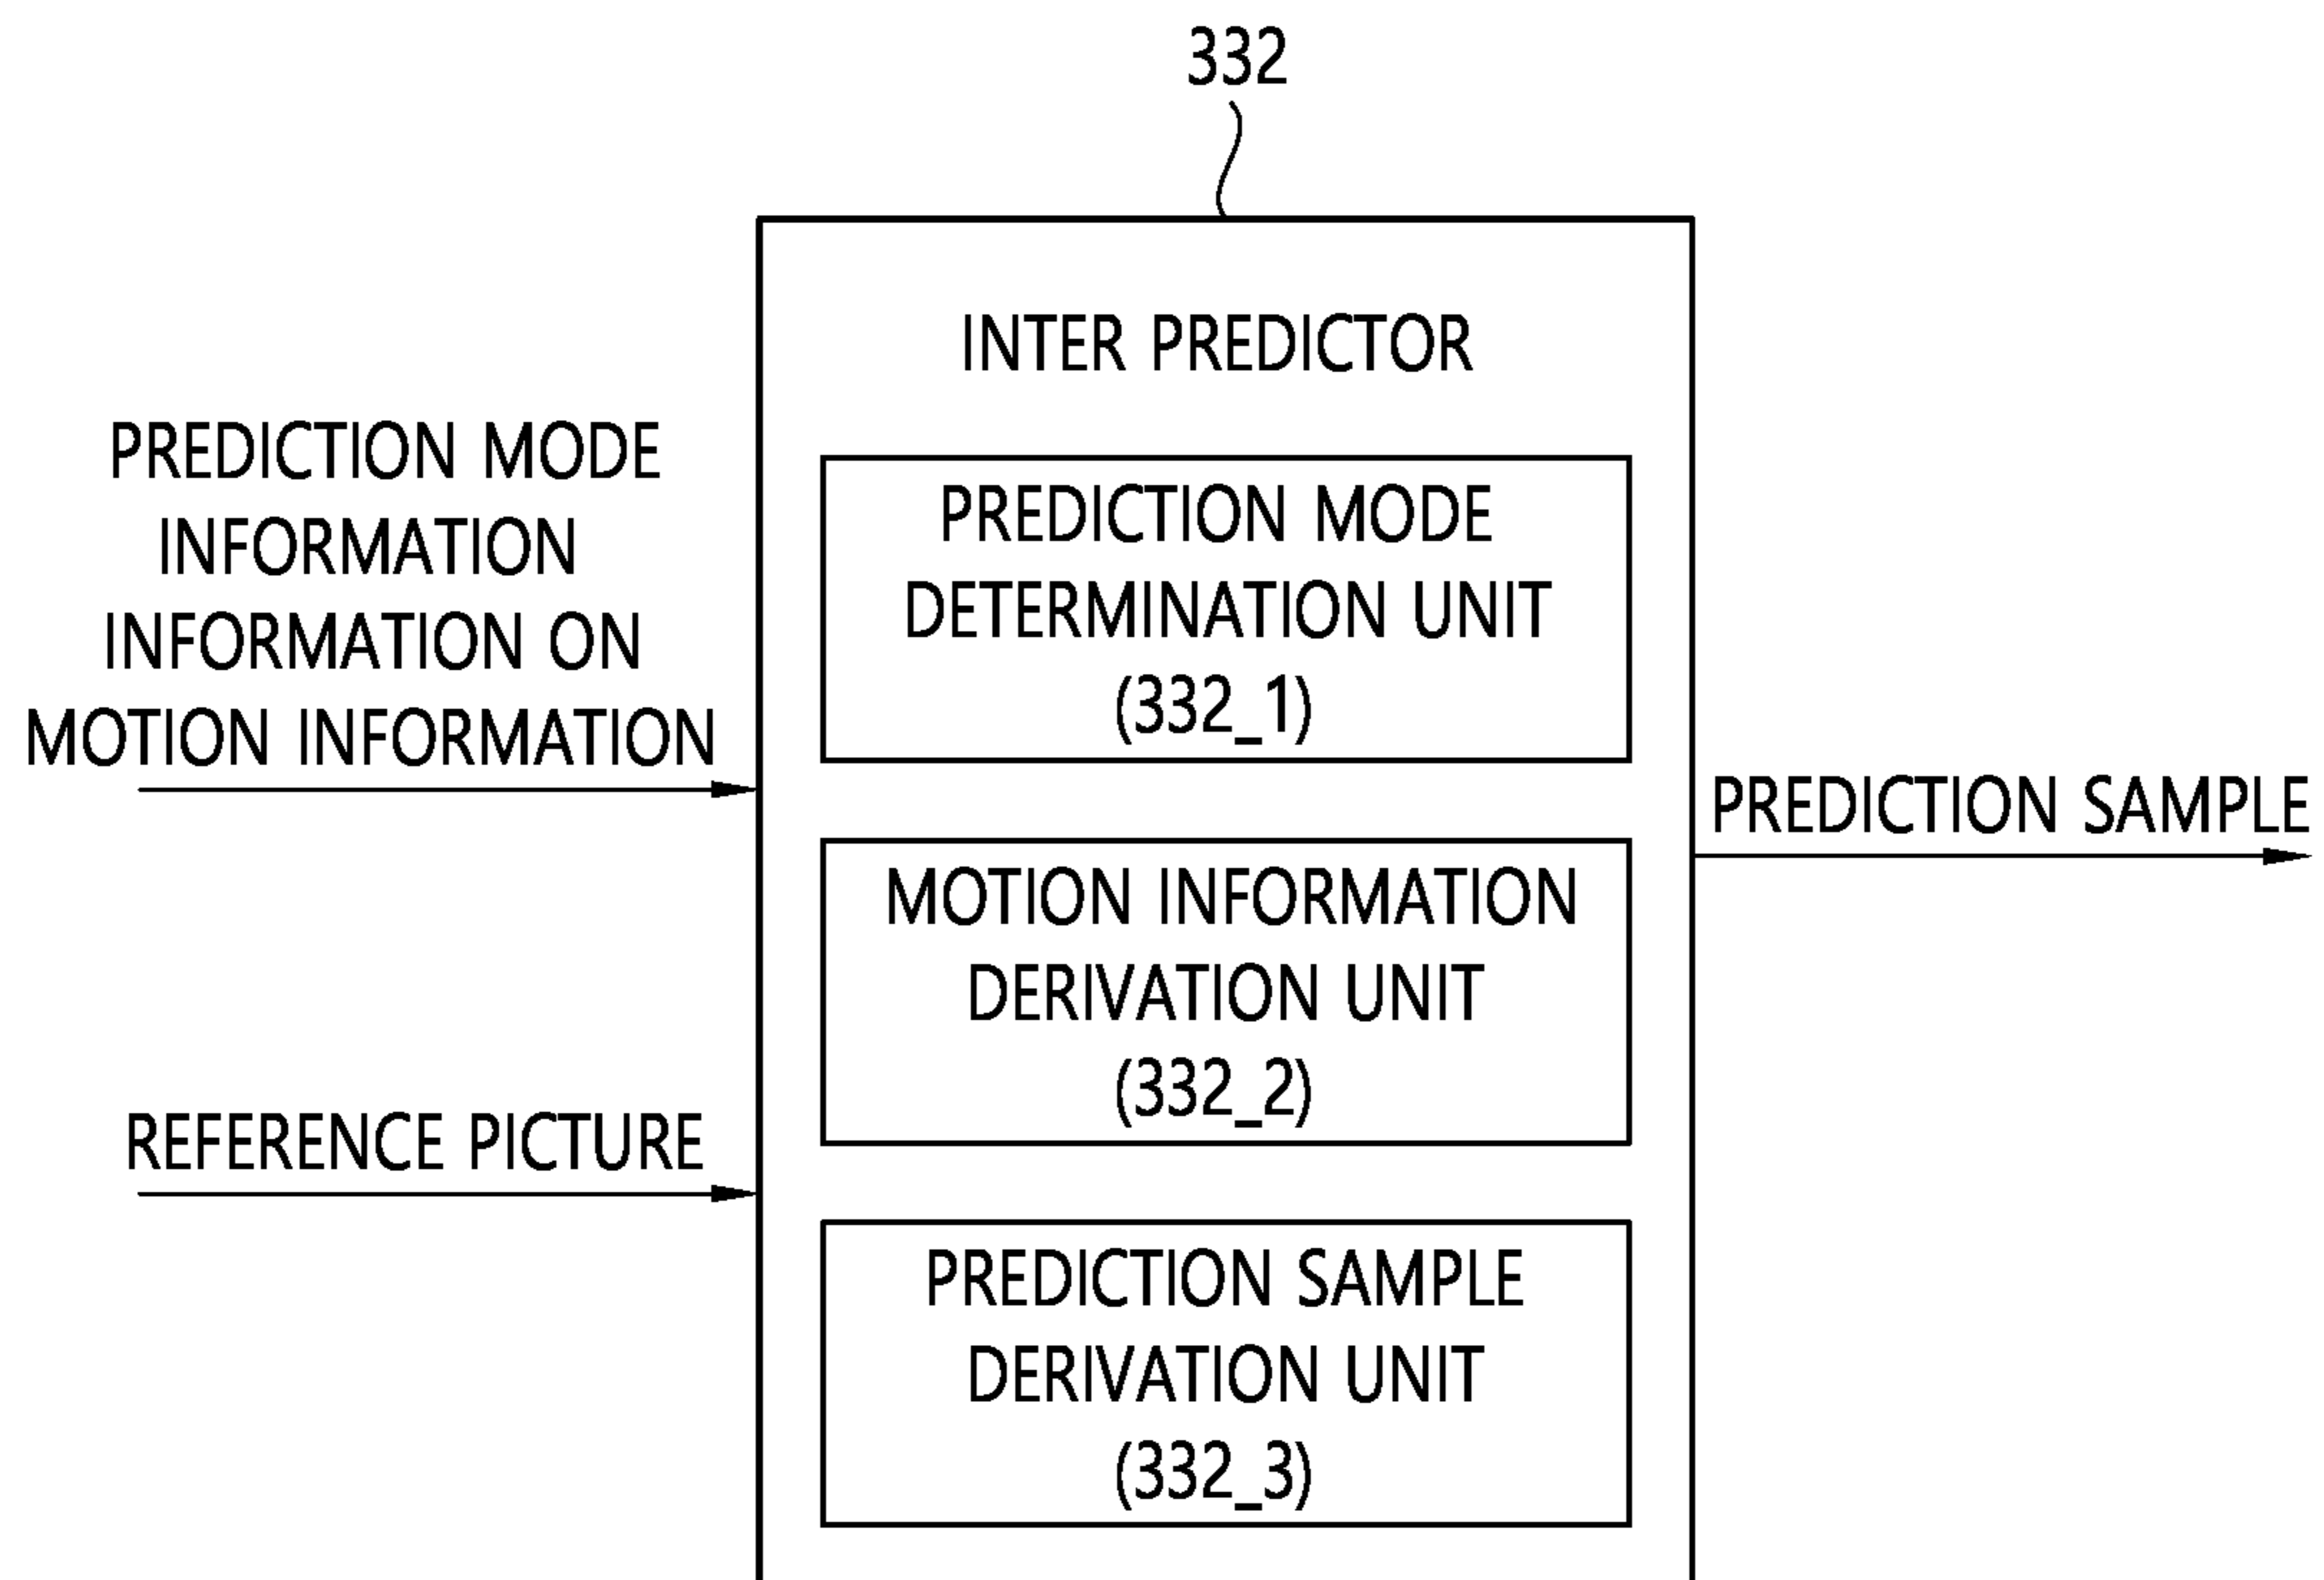 332
INTER PREDICTOR
PREDICTION MODE
INFORMATION
INFORMATION ON
MOTION INFORMATION
REFERENCE PICTURE
PREDICTION MODE
DETERMINATION UNIT
(332_1)
MOTION INFORMATION
DERIVATION UNIT
(332_2)
PREDICTION SAMPLE
DERIVATION UNIT
(332_3)
PREDICTION SAMPLE